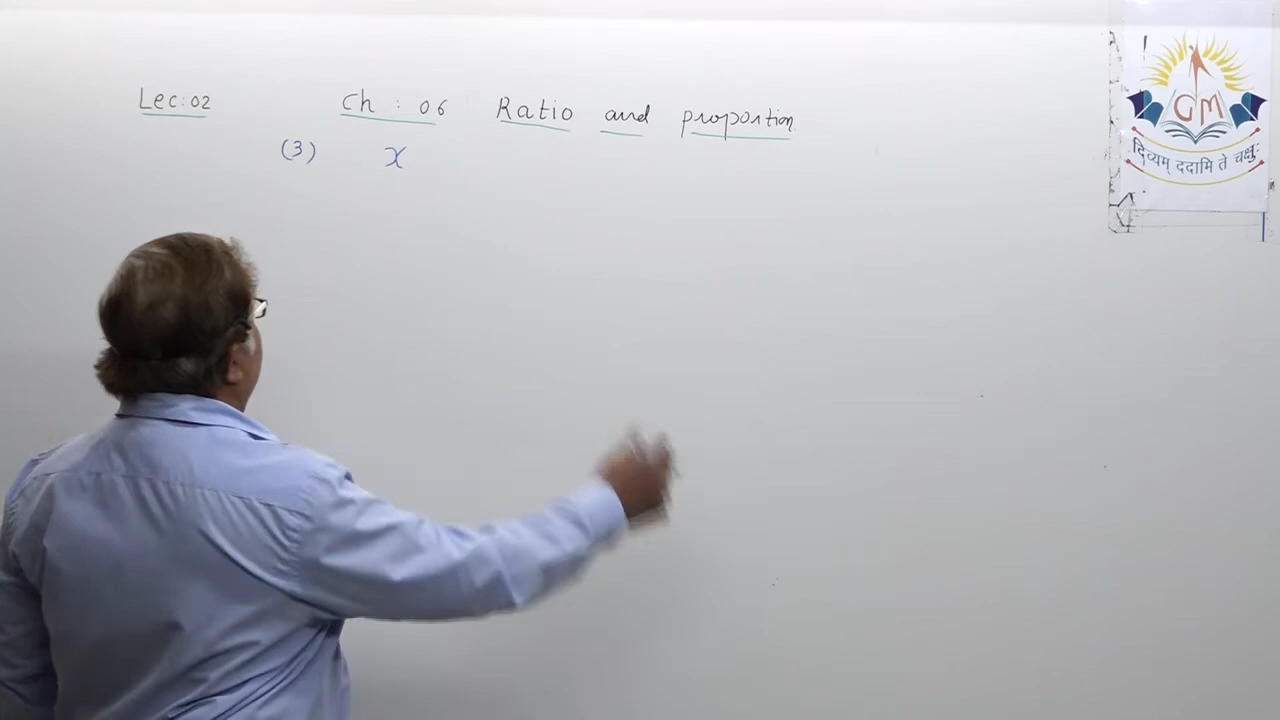 Lec:02 Ch : 06 Ratio and proportion
(3) x
GM
दिव्यम् ददामि ते चक्षुः